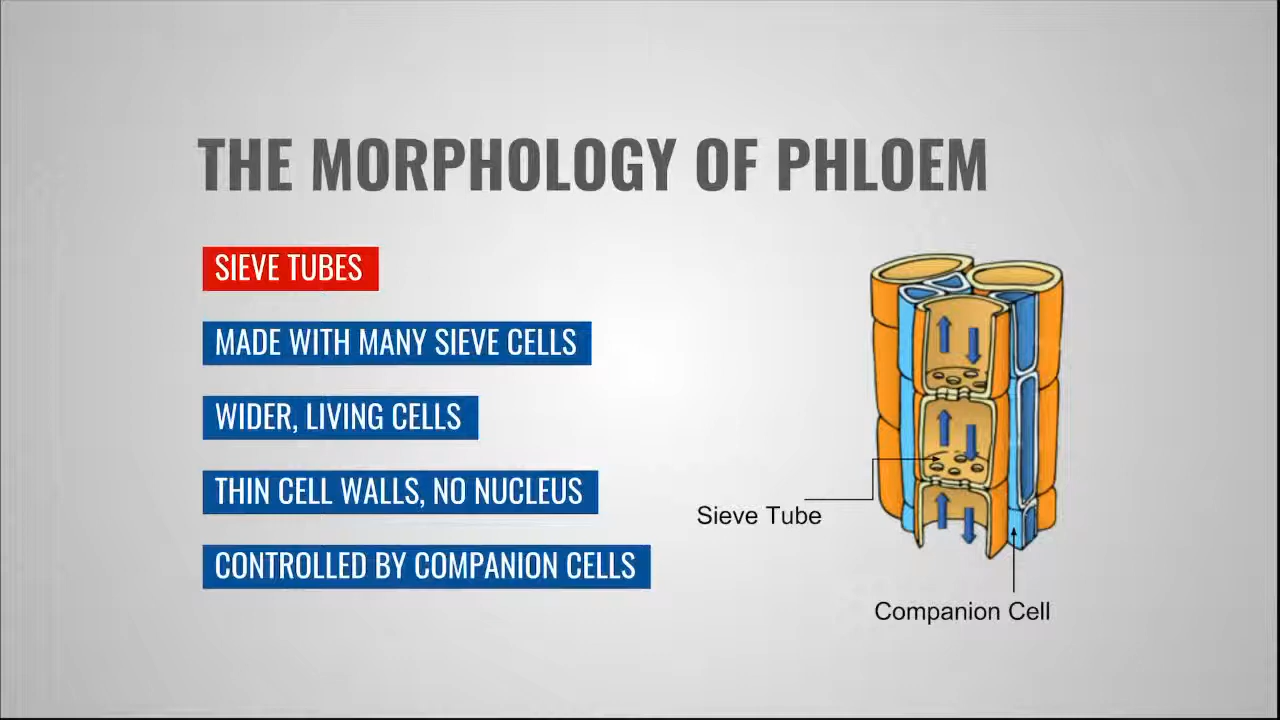 THE MORPHOLOGY OF PHLOEM
SIEVE TUBES
MADE WITH MANY SIEVE CELLS
WIDER, LIVING CELLS
THIN CELL WALLS, NO NUCLEUS
CONTROLLED BY COMPANION CELLS
Sieve Tube
Companion Cell